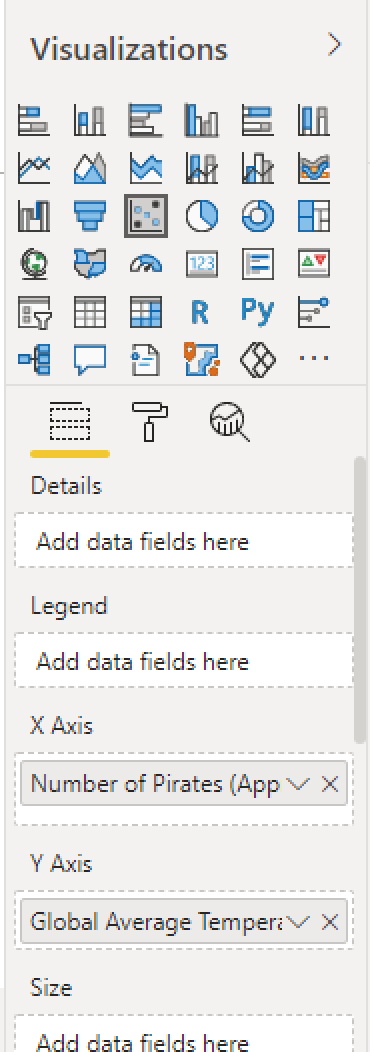 Visualizations
123
R
Py
Details
Add data fields here
Legend
Add data fields here
X Axis
Number of Pirates (App
Y Axis
Global Average Tempera
Size
Add data fields here